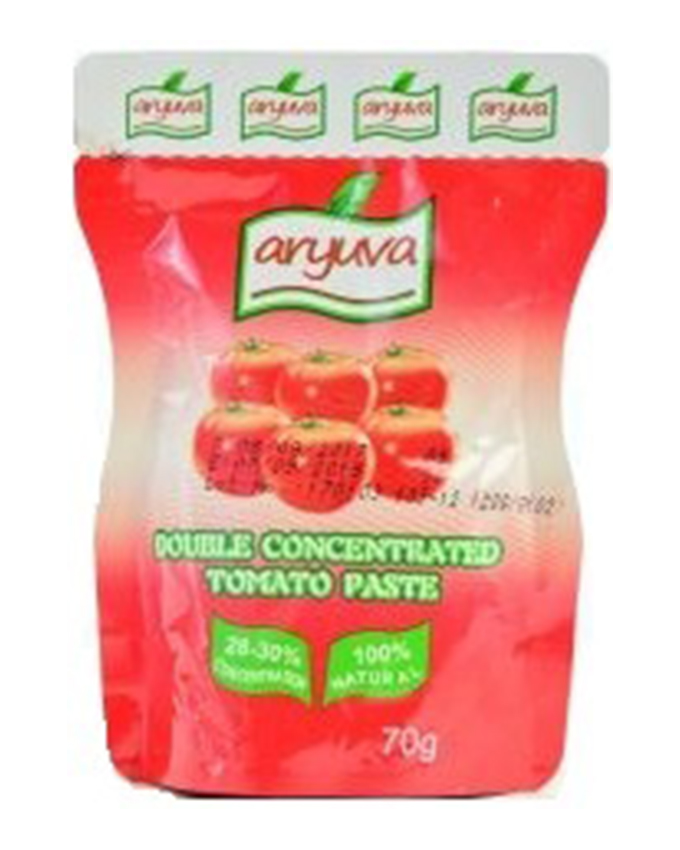 aryuva aryuva aryuva aryuva
aryuva
DOUBLE CONCENTRATED
TOMATO PASTE
28-30%
100%
NATURAL
70g